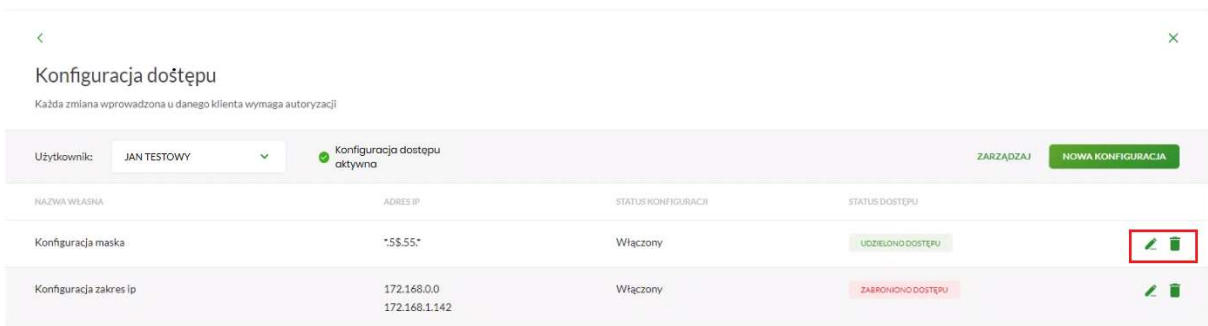 Konfiguracja dostępu
Każda zmiana wprowadzona u danego klienta wymaga autoryzacji
Użytkownik: JAN TESTOWY Konfiguracja dostępu aktywna ZARZĄDZAJ NOWA KONFIGURACJA
NAZWA WŁASNA ADRES IP STATUS KONFIGURACJI STATUS DOSTĘPU
Konfiguracja maska *.5$.55.* Włączony UDZIELONO DOSTĘPU
Konfiguracja zakres ip 172.168.0.0 Włączony ZABRONIONO DOSTĘPU
172.168.1.142